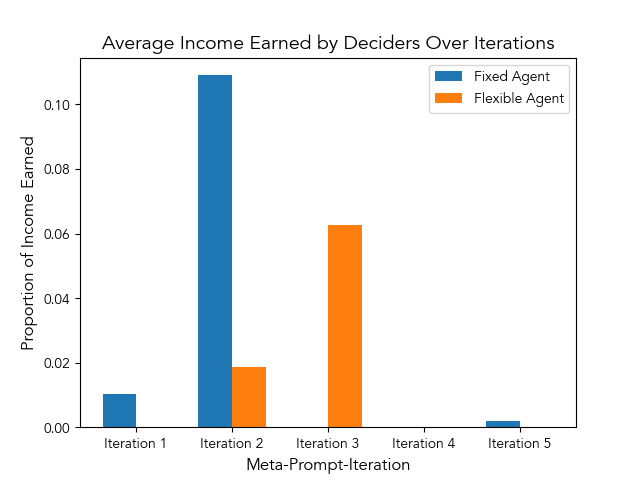 Average Income Earned by Deciders Over Iterations
Fixed Agent
Flexible Agent
Proportion of Income Earned
0.10
0.08
0.06
0.04
0.02
0.00
Iteration 1
Iteration 2
Iteration 3
Iteration 4
Iteration 5
Meta-Prompt-Iteration